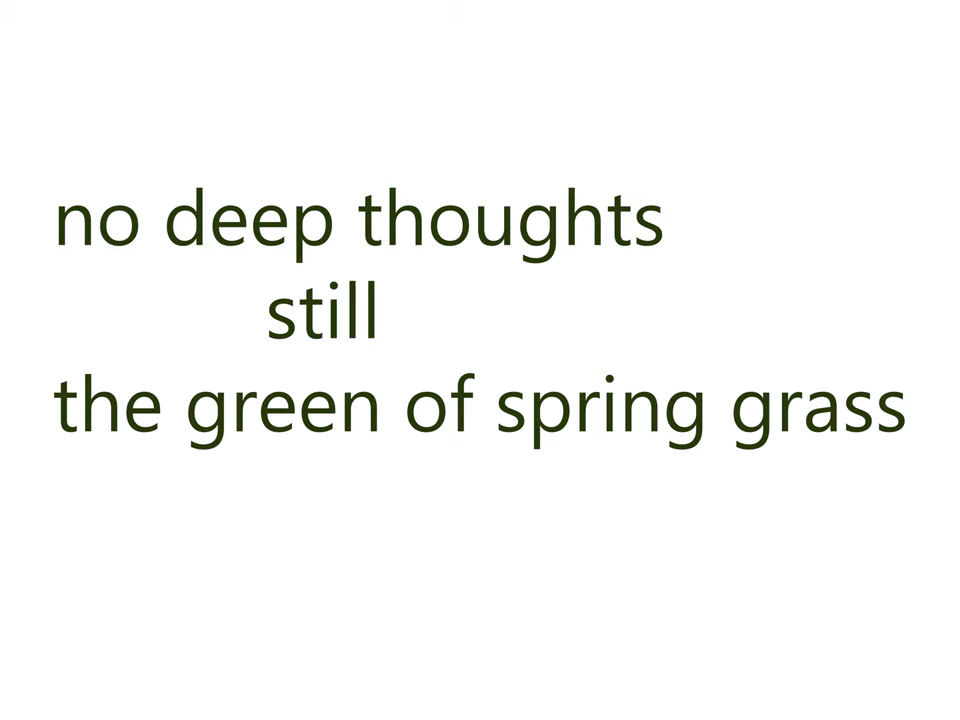 no deep thoughts
still
the green of spring grass